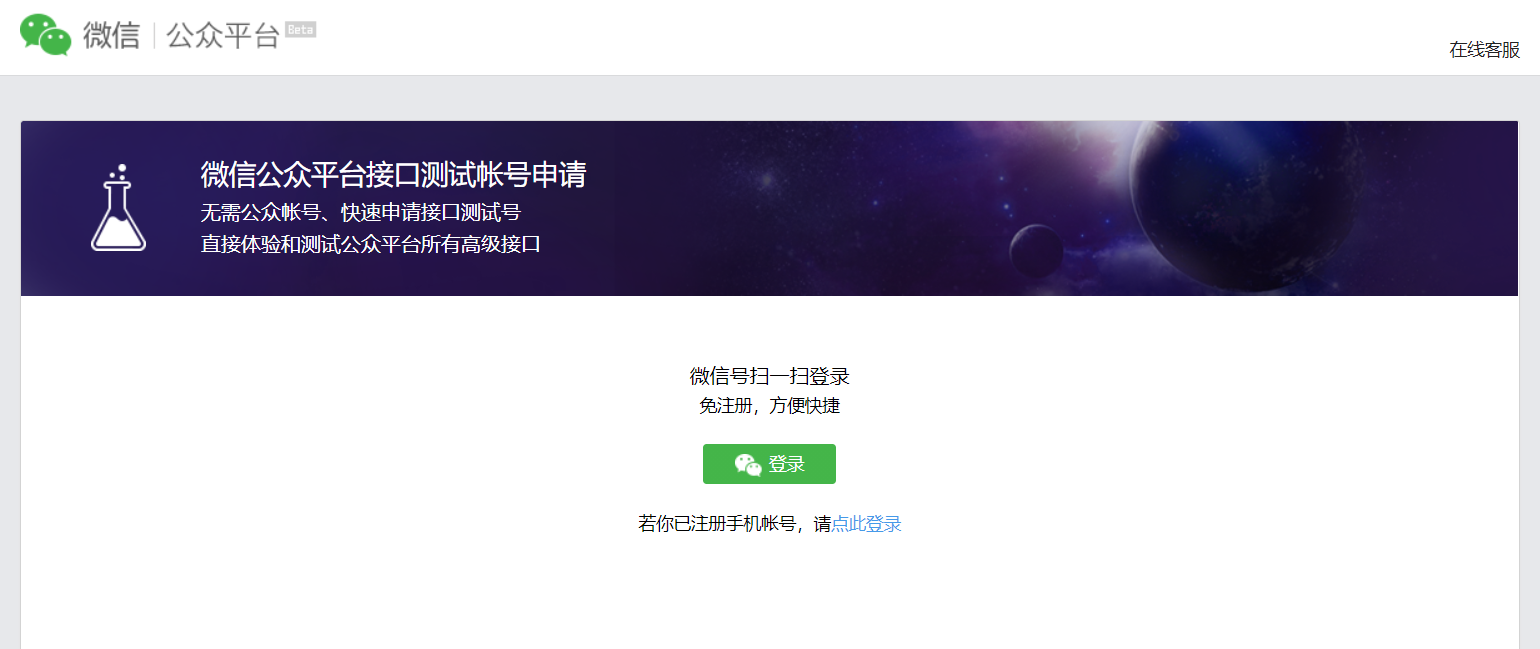 微信 | 公众平台 Beta
在线客服
微信公众平台接口测试帐号申请
无需公众帐号、快速申请接口测试号
直接体验和测试公众平台所有高级接口
微信号扫一扫登录
免注册，方便快捷
登录
若你已注册手机帐号，请点此登录